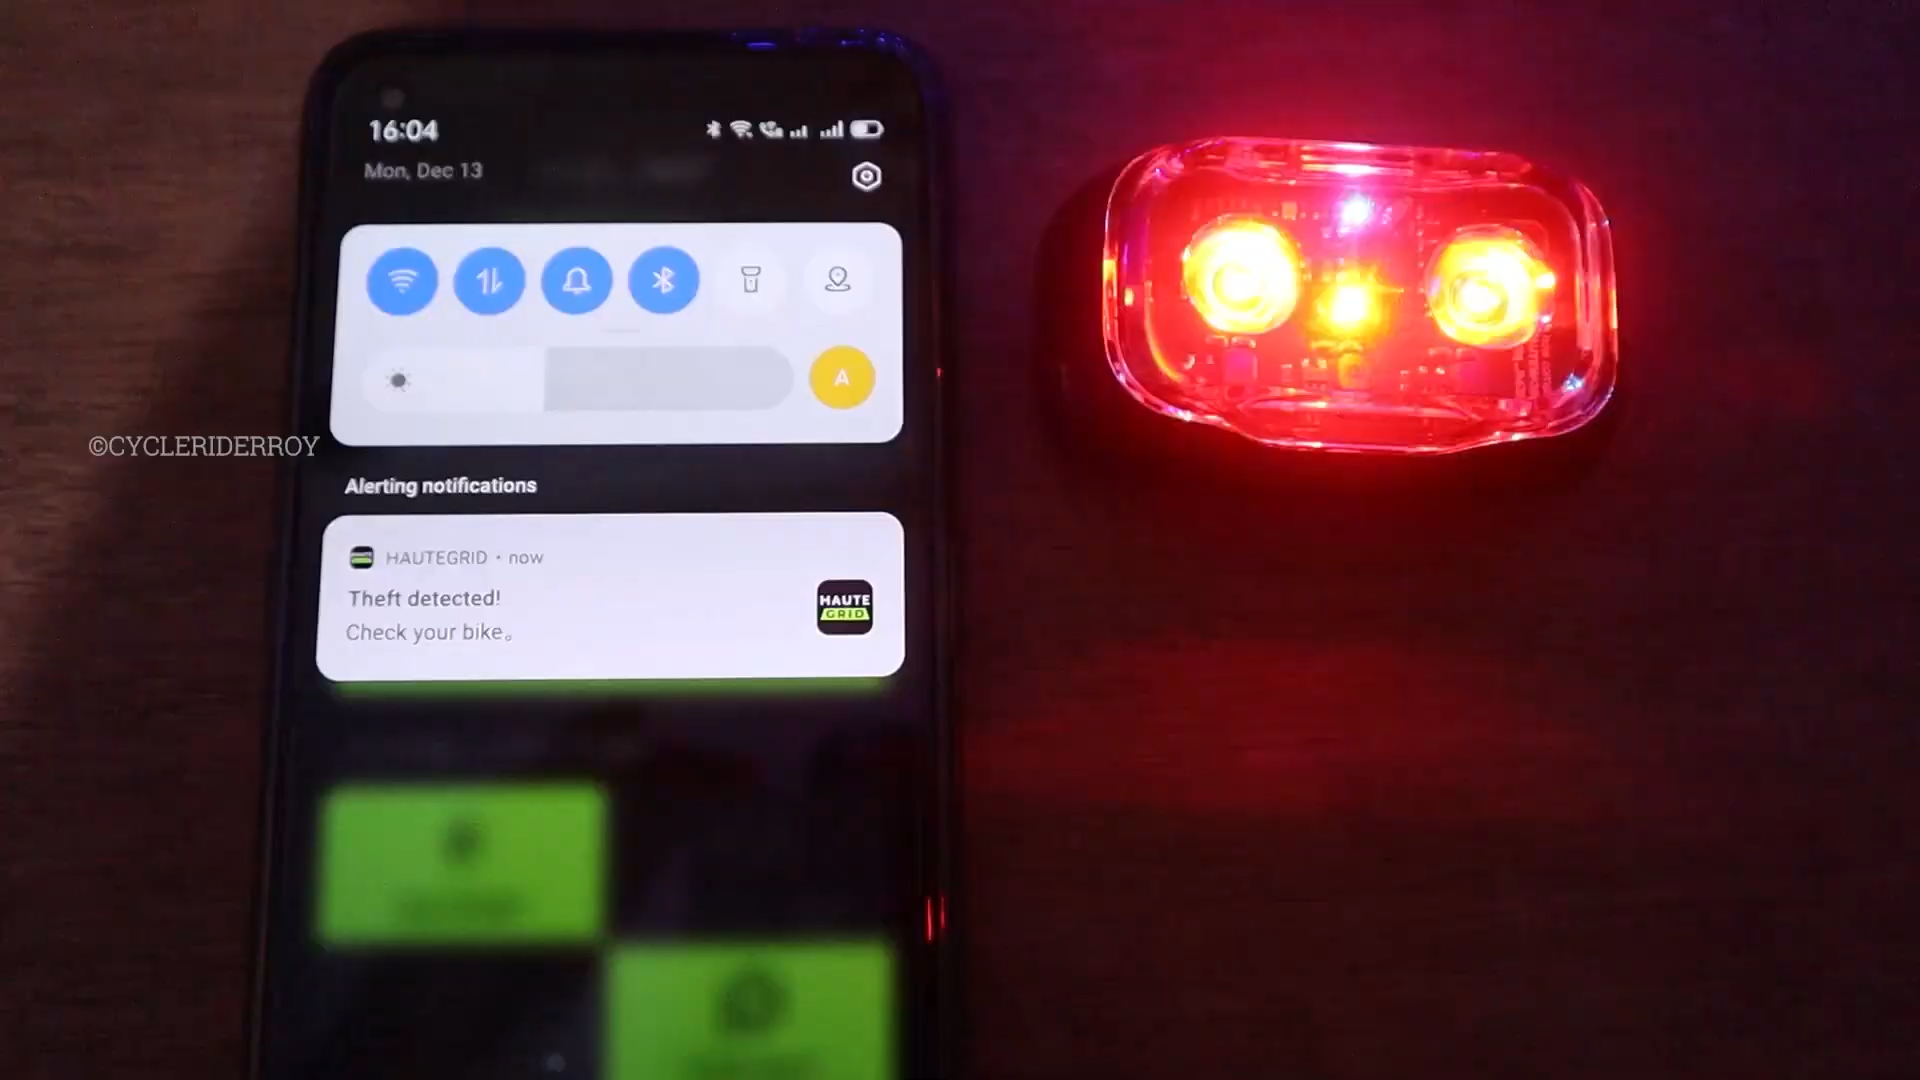 16:04
Mon, Dec 13
A
©CYCLERIDERROY
Alerting notifications
HAUTEGRID • now
Theft detected!
Check your bike。
HAUTE
GRID